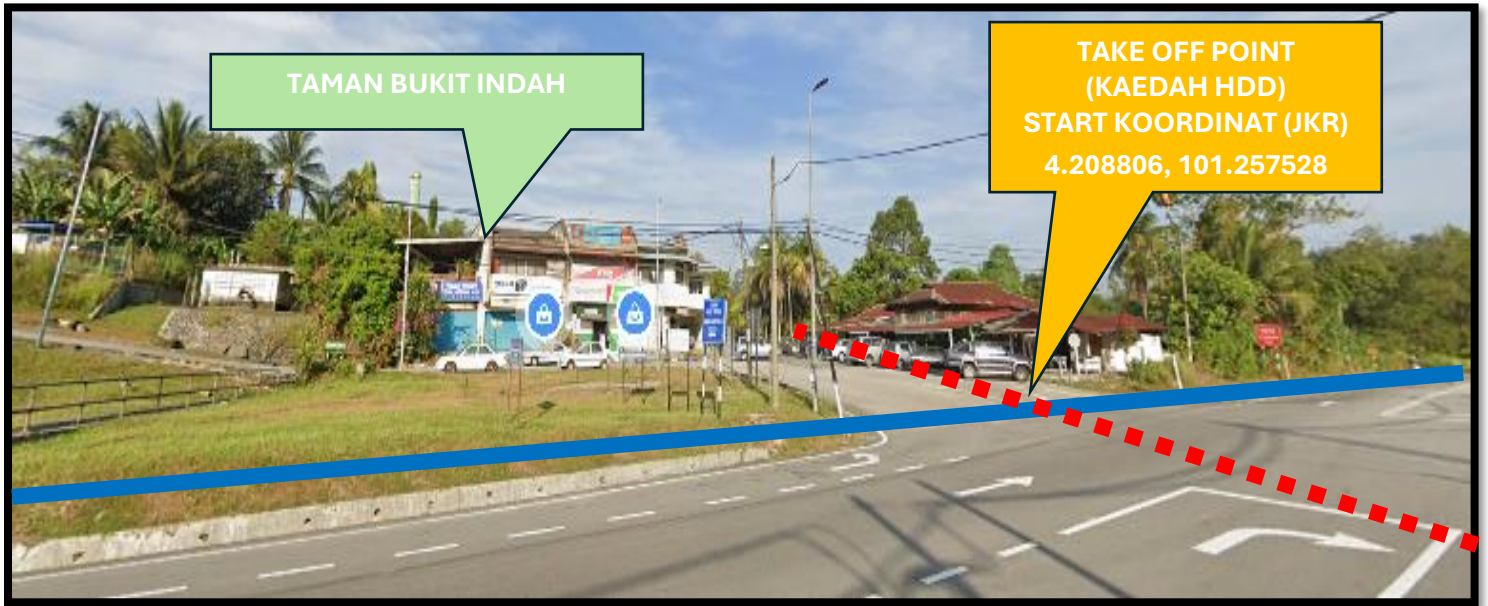 TAMAN BUKIT INDAH
TAKE OFF POINT
(KAEDAH HDD)
START KOORDINAT (JKR)
4.208806, 101.257528